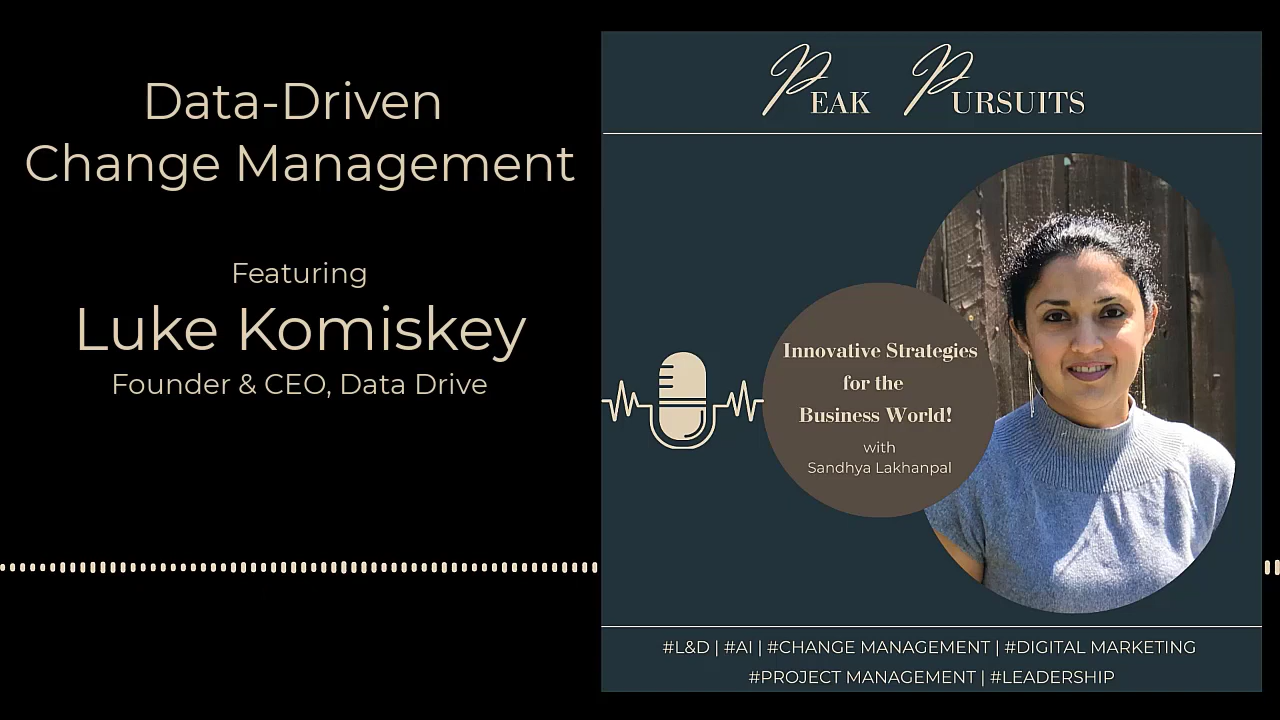 Data-Driven
Change Management
Featuring
Luke Komiskey
Founder & CEO, Data Drive
PEAK PURSUITS
Innovative Strategies
for the
Business World!
with
Sandhya Lakhanpal
#L&D | #AI | #CHANGE MANAGEMENT | #DIGITAL MARKETING
#PROJECT MANAGEMENT | #LEADERSHIP